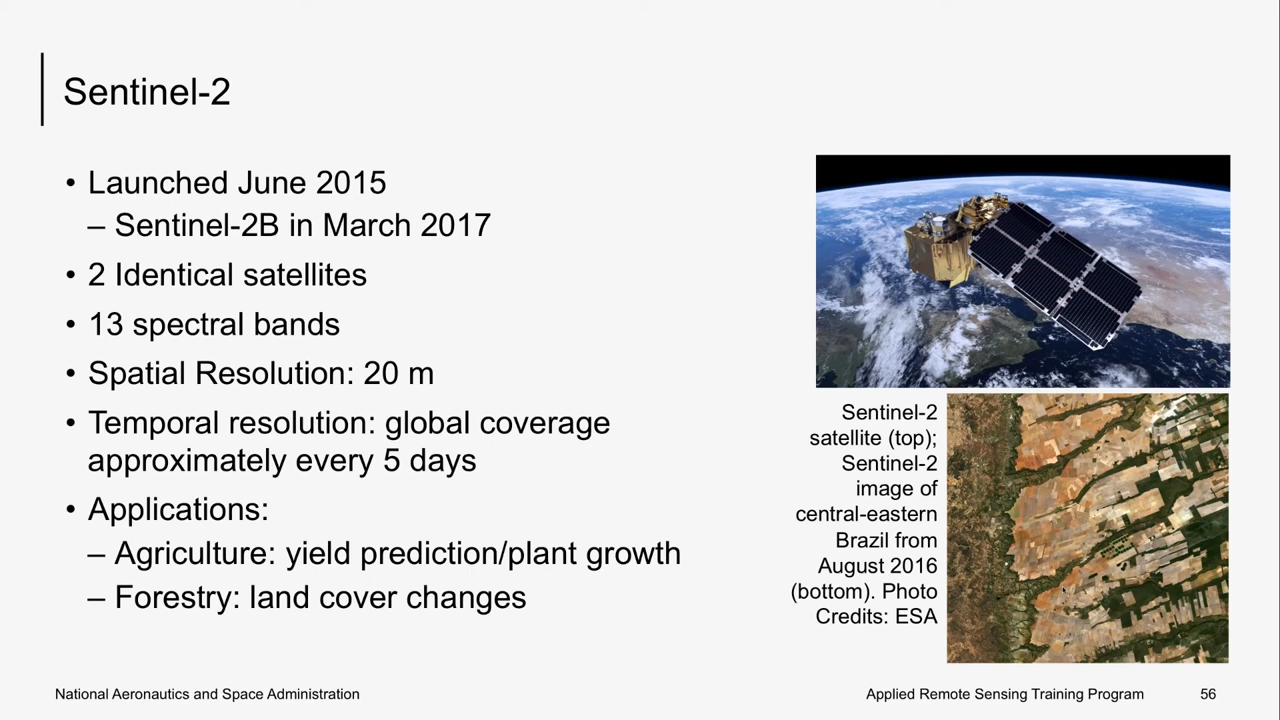 Sentinel-2
• Launched June 2015
– Sentinel-2B in March 2017
• 2 Identical satellites
• 13 spectral bands
• Spatial Resolution: 20 m
• Temporal resolution: global coverage
approximately every 5 days
• Applications:
– Agriculture: yield prediction/plant growth
– Forestry: land cover changes
Sentinel-2
satellite (top);
Sentinel-2
image of
central-eastern
Brazil from
August 2016
(bottom). Photo
Credits: ESA
National Aeronautics and Space Administration
Applied Remote Sensing Training Program
56